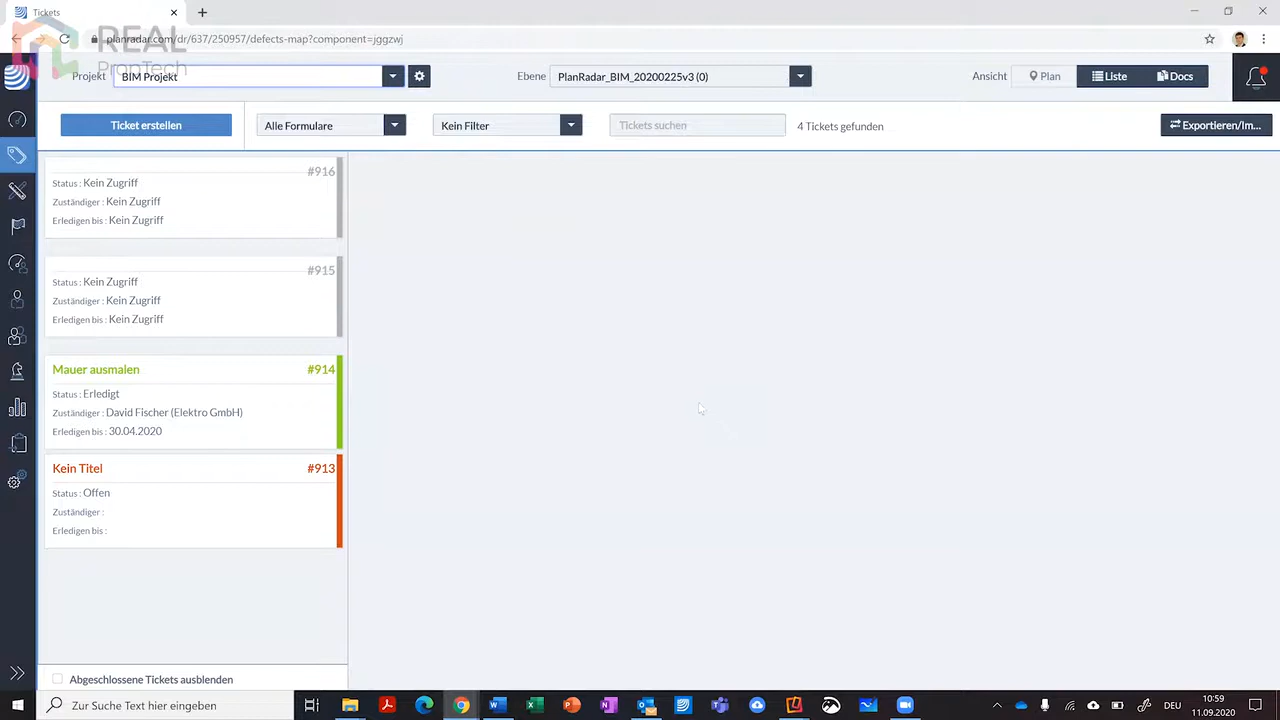 Tickets
planradar.com/dr/637/250957/defects-map?component=jggzwj
REAL
PropTech
Projekt
BIM Projekt
Ebene
PlanRadar_BIM_20200225v3 (0)
Ansicht
Plan
Liste
Docs
Ticket erstellen
Alle Formulare
Kein Filter
Tickets suchen
4 Tickets gefunden
Exportieren/Im...
#916
Status : Kein Zugriff
Zuständiger : Kein Zugriff
Erledigen bis : Kein Zugriff
#915
Status : Kein Zugriff
Zuständiger : Kein Zugriff
Erledigen bis : Kein Zugriff
Mauer ausmalen #914
Status : Erledigt
Zuständiger : David Fischer (Elektro GmbH)
Erledigen bis : 30.04.2020
Kein Titel #913
Status : Offen
Zuständiger :
Erledigen bis :
Abgeschlossene Tickets ausblenden
Zur Suche Text hier eingeben
DEU
10:59
11.09.2020